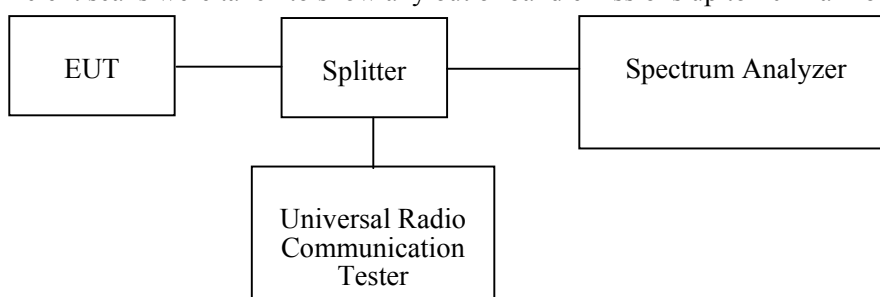 EUT
Splitter
Spectrum Analyzer
Universal Radio
Communication
Tester